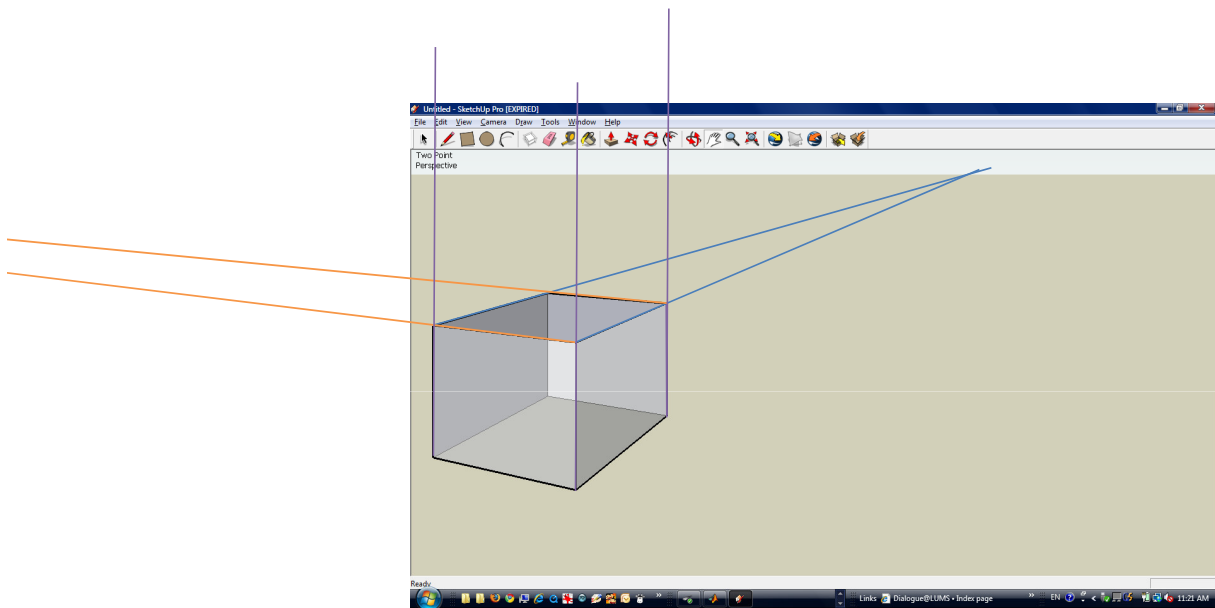 Untitled - SketchUp Pro [EXPIRED]
File Edit View Camera Draw Tools Window Help
Two Point
Perspective
Ready
» Links Dialogue@LUMS • Index page » EN < 11:21 AM